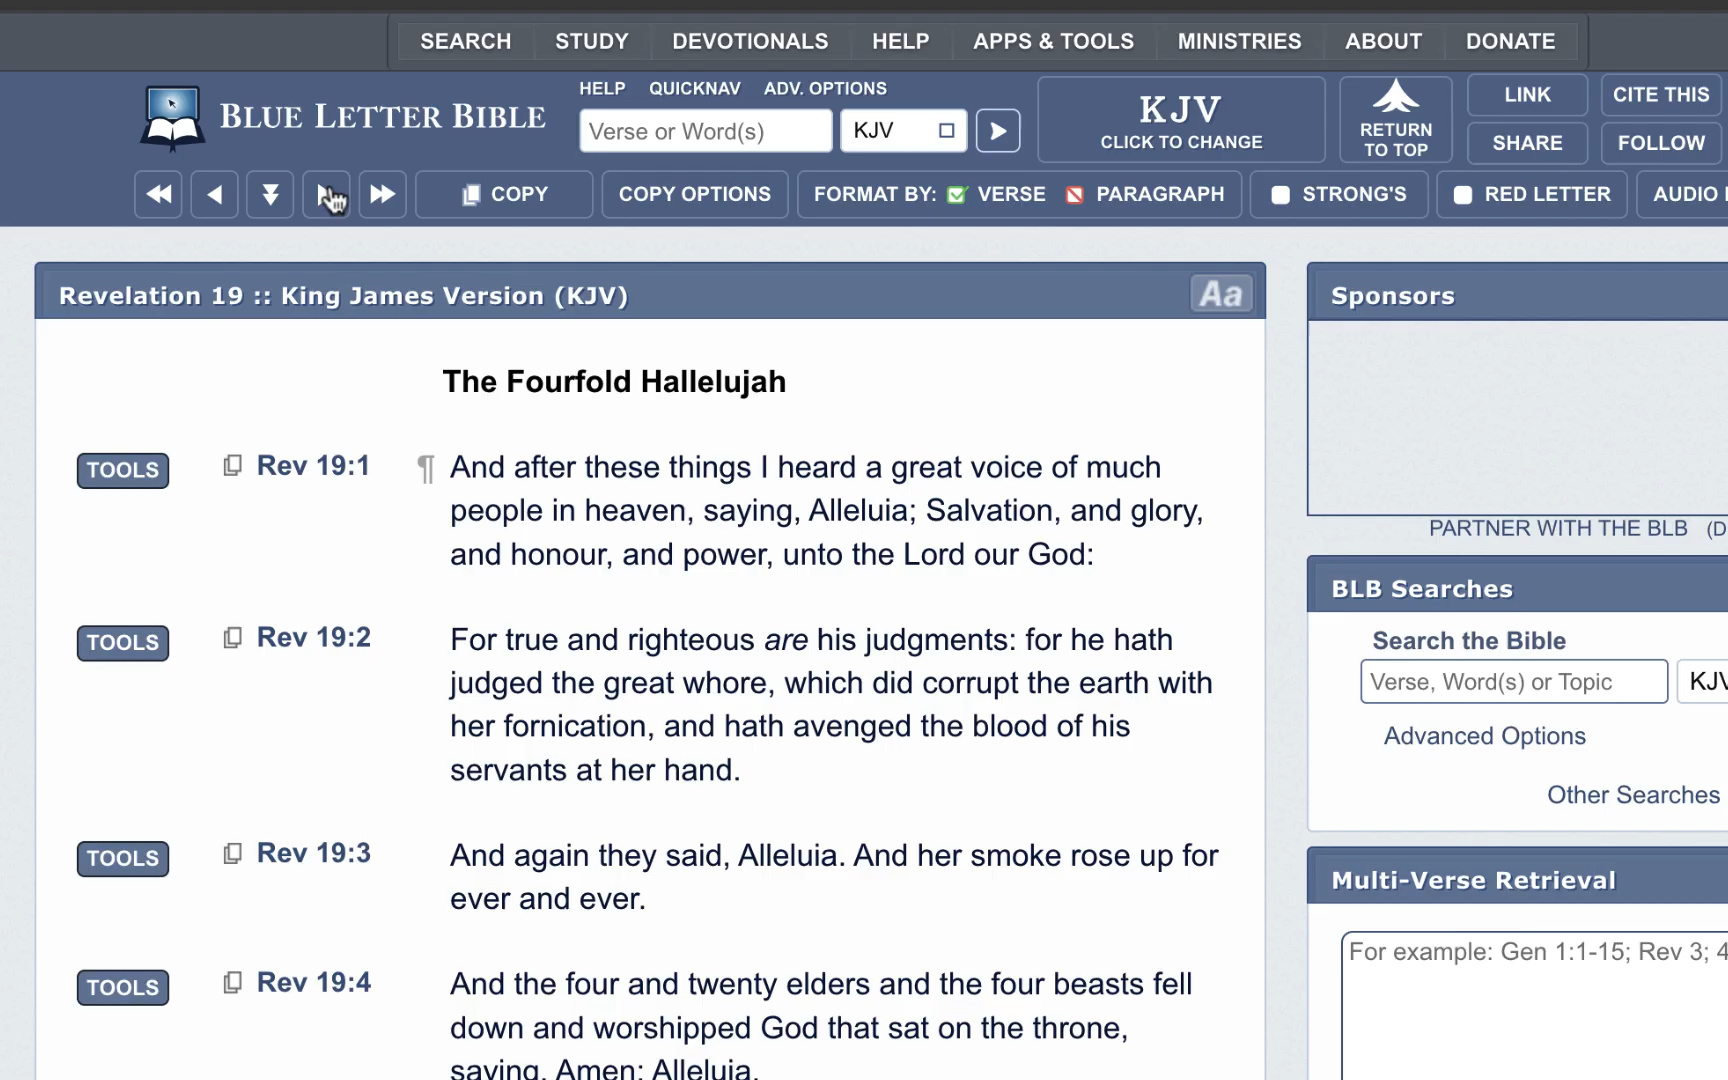 SEARCH STUDY DEVOTIONALS HELP APPS & TOOLS MINISTRIES ABOUT DONATE
BLUE LETTER BIBLE
HELP QUICKNAV ADV. OPTIONS
Verse or Word(s) KJV
KJV
CLICK TO CHANGE
RETURN
TO TOP
LINK CITE THIS
SHARE FOLLOW
COPY COPY OPTIONS FORMAT BY: VERSE PARAGRAPH STRONG'S RED LETTER AUDIO
Revelation 19 :: King James Version (KJV) Aa
The Fourfold Hallelujah
TOOLS Rev 19:1 ¶ And after these things I heard a great voice of much
people in heaven, saying, Alleluia; Salvation, and glory,
and honour, and power, unto the Lord our God:
TOOLS Rev 19:2 For true and righteous are his judgments: for he hath
judged the great whore, which did corrupt the earth with
her fornication, and hath avenged the blood of his
servants at her hand.
TOOLS Rev 19:3 And again they said, Alleluia. And her smoke rose up for
ever and ever.
TOOLS Rev 19:4 And the four and twenty elders and the four beasts fell
down and worshipped God that sat on the throne,
saying, Amen; Alleluia.
Sponsors
PARTNER WITH THE BLB (D
BLB Searches
Search the Bible
Verse, Word(s) or Topic KJV
Advanced Options
Other Searches
Multi-Verse Retrieval
For example: Gen 1:1-15; Rev 3; 4